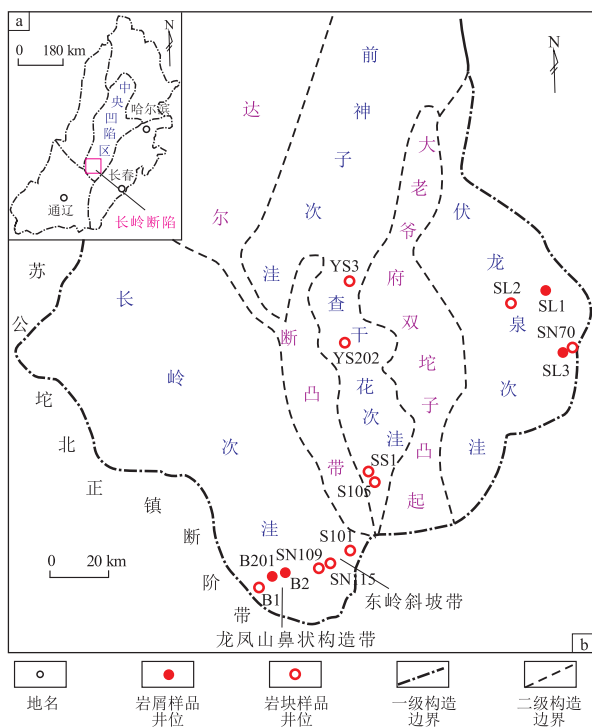 a
0 180 km
N
中央凹陷区
哈尔滨
长春
通辽
长岭断陷
N
前神子次洼
达尔断凸带
大老爷府双坨子凸起
伏龙泉次洼
查干花次洼
长岭次洼
苏公坨北正镇断阶带
YS3
YS202
SL2
SL1
SN70
SL3
SS1
S105
S101
SN109
SN115
B201
B2
B1
东岭斜坡带
龙凤山鼻状构造带
0 20 km
b
地名
岩屑样品
井位
岩块样品
井位
一级构造
边界
二级构造
边界